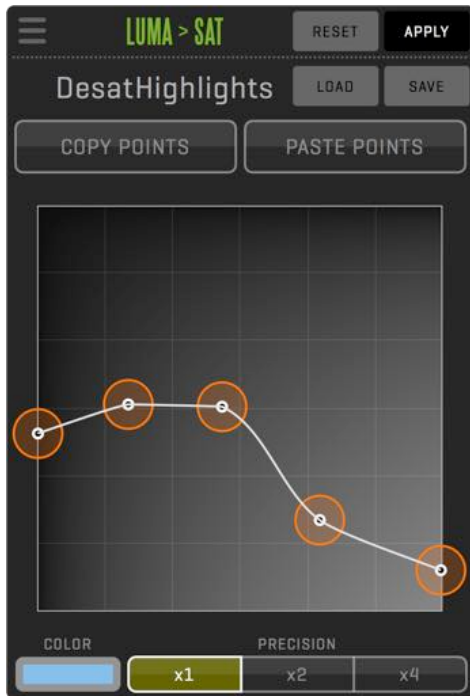 LUMA > SAT RESET APPLY
DesatHighlights LOAD SAVE
COPY POINTS PASTE POINTS
COLOR PRECISION
x1 x2 x4